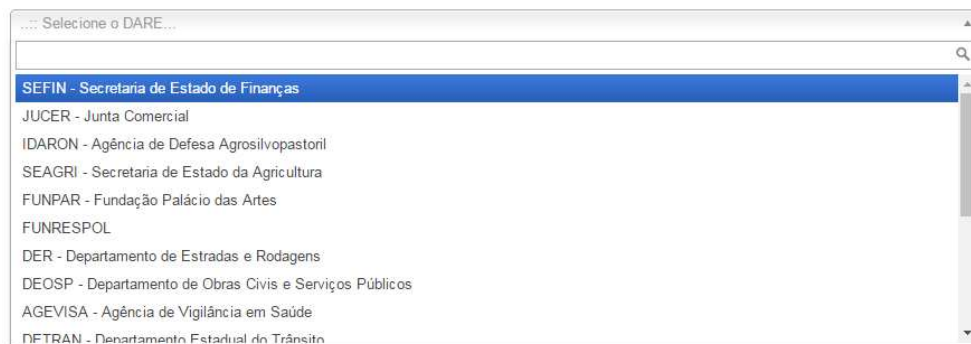 ..:: Selecione o DARE...
SEFIN - Secretaria de Estado de Finanças
JUCER - Junta Comercial
IDARON - Agência de Defesa Agrosilvopastoril
SEAGRI - Secretaria de Estado da Agricultura
FUNPAR - Fundação Palácio das Artes
FUNRESPOL
DER - Departamento de Estradas e Rodagens
DEOSP - Departamento de Obras Civis e Serviços Públicos
AGEVISA - Agência de Vigilância em Saúde
DETRAN - Departamento Estadual do Trânsito